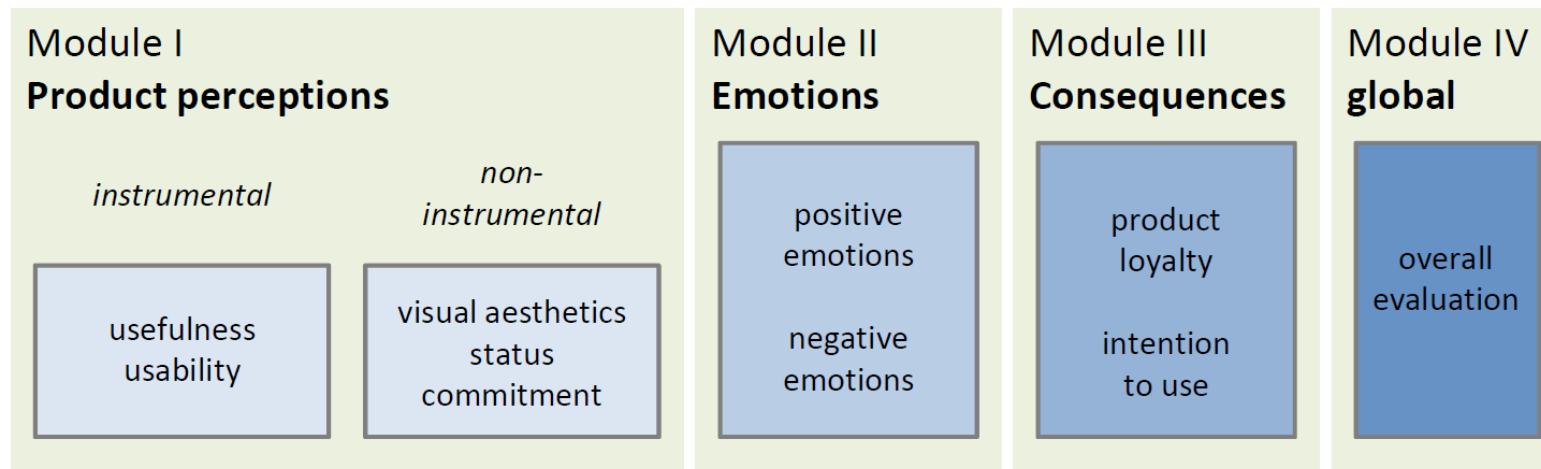 Module I
Product perceptions
instrumental
non-
instrumental
usefulness
usability
visual aesthetics
status
commitment
Module II
Emotions
positive
emotions
negative
emotions
Module III
Consequences
product
loyalty
intention
to use
Module IV
global
overall
evaluation